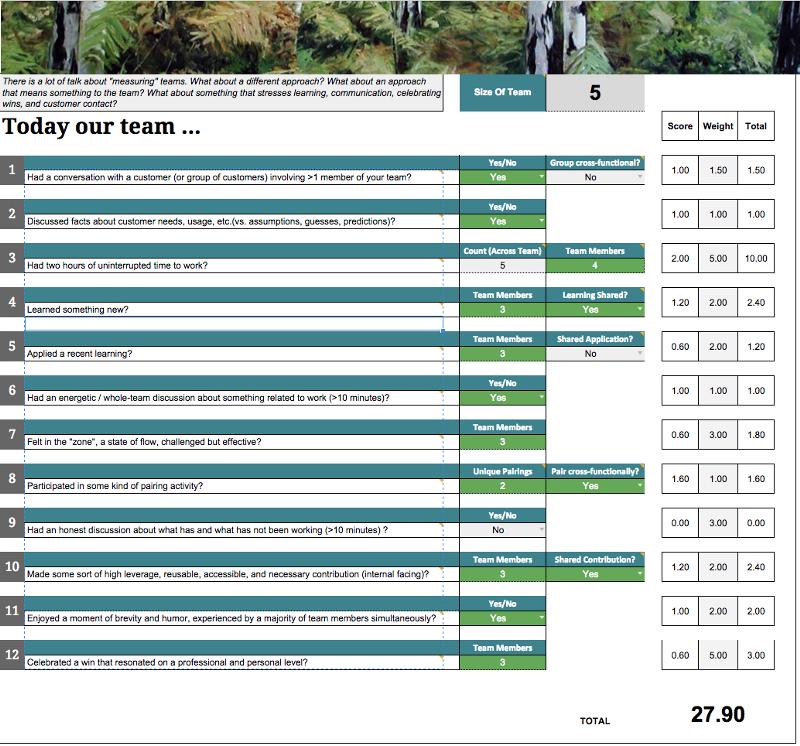 There is a lot of talk about "measuring" teams. What about a different approach? What about an approach
that means something to the team? What about something that stresses learning, communication, celebrating
wins, and customer contact?
Size Of Team 5
Today our team ...
Score Weight Total
Yes/No Group cross-functional?
1 Had a conversation with a customer (or group of customers) involving >1 member of your team? Yes No 1.00 1.50 1.50
Yes/No
2 Discussed facts about customer needs, usage, etc.(vs. assumptions, guesses, predictions)? Yes 1.00 1.00 1.00
Count (Across Team) Team Members
3 Had two hours of uninterrupted time to work? 5 4 2.00 5.00 10.00
Team Members Learning Shared?
4 Learned something new? 3 Yes 1.20 2.00 2.40
Team Members Shared Application?
5 Applied a recent learning? 3 No 0.60 2.00 1.20
Yes/No
6 Had an energetic / whole-team discussion about something related to work (>10 minutes)? Yes 1.00 1.00 1.00
Team Members
7 Felt in the "zone", a state of flow, challenged but effective? 3 0.60 3.00 1.80
Unique Pairings Pair cross-functionally?
8 Participated in some kind of pairing activity? 2 Yes 1.60 1.00 1.60
Yes/No
9 Had an honest discussion about what has and what has not been working (>10 minutes) ? No 0.00 3.00 0.00
Team Members Shared Contribution?
10 Made some sort of high leverage, reusable, accessible, and necessary contribution (internal facing)? 3 Yes 1.20 2.00 2.40
Yes/No
11 Enjoyed a moment of brevity and humor, experienced by a majority of team members simultaneously? Yes 1.00 2.00 2.00
Team Members
12 Celebrated a win that resonated on a professional and personal level? 3 0.60 5.00 3.00
TOTAL 27.90